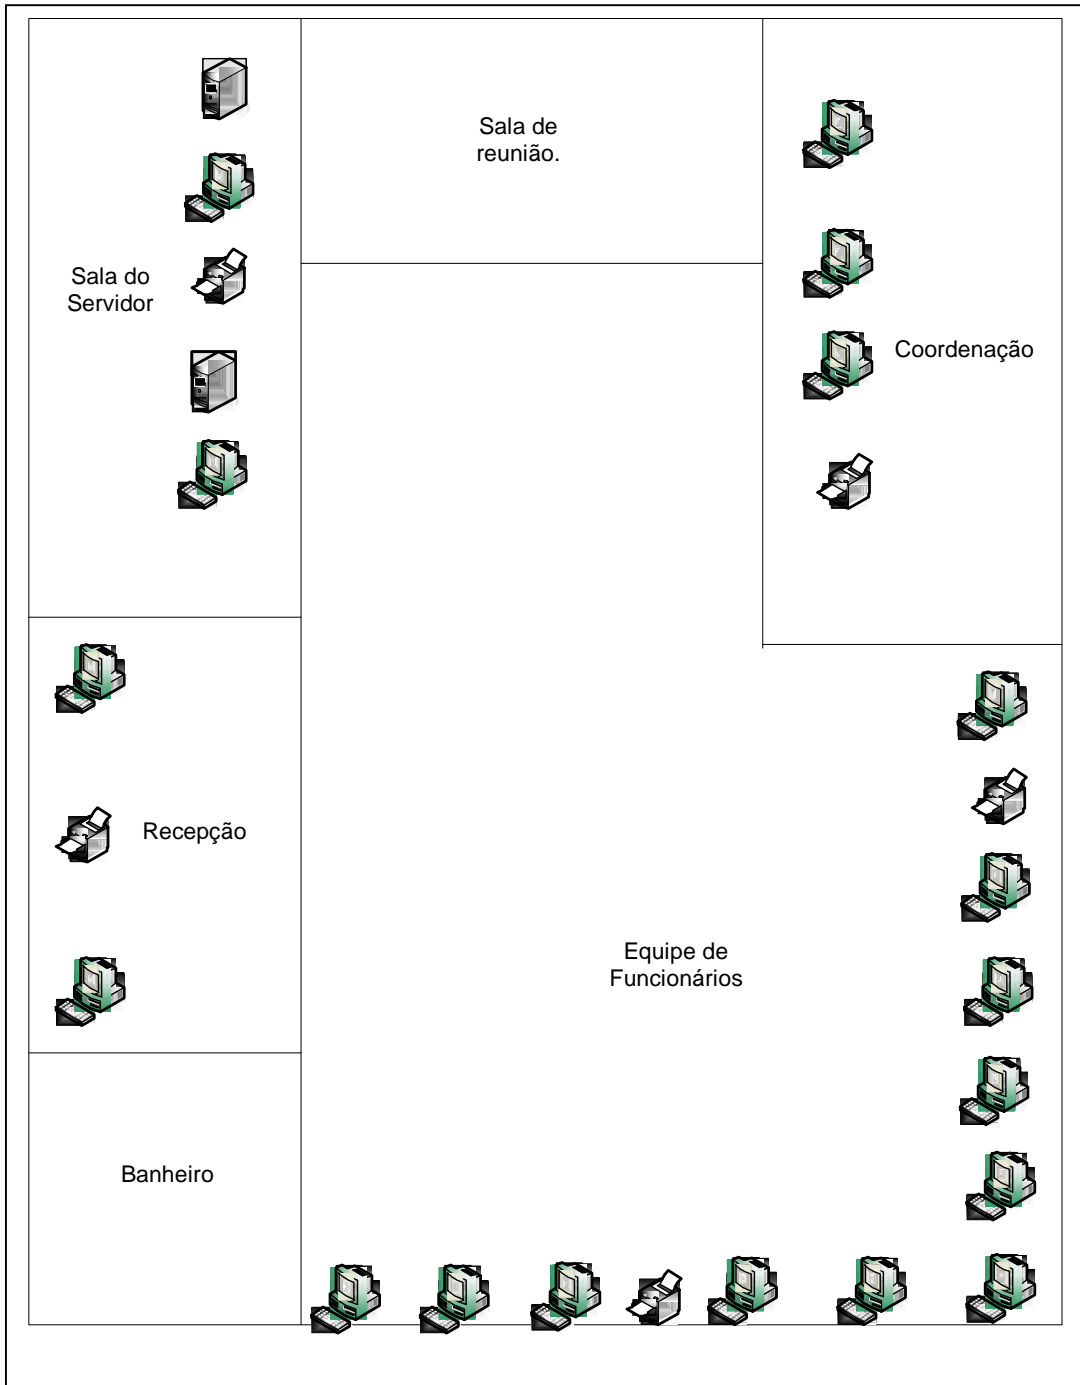 Sala de
reunião.
Sala do
Servidor
Coordenação
Recepção
Equipe de
Funcionários
Banheiro